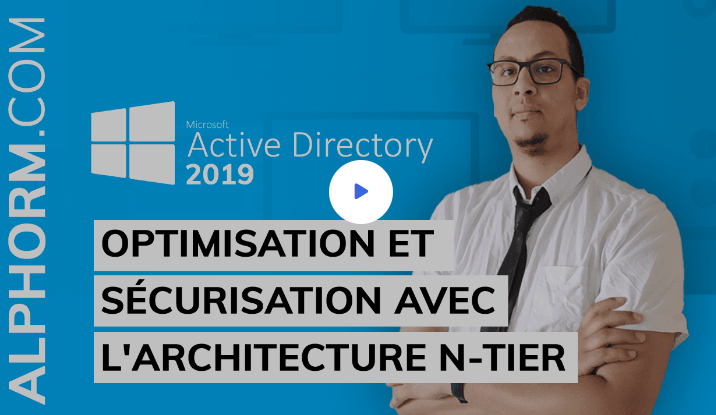 ALPHORM.COM
Microsoft
Active Directory
2019
OPTIMISATION ET
SÉCURISATION AVEC
L'ARCHITECTURE N-TIER